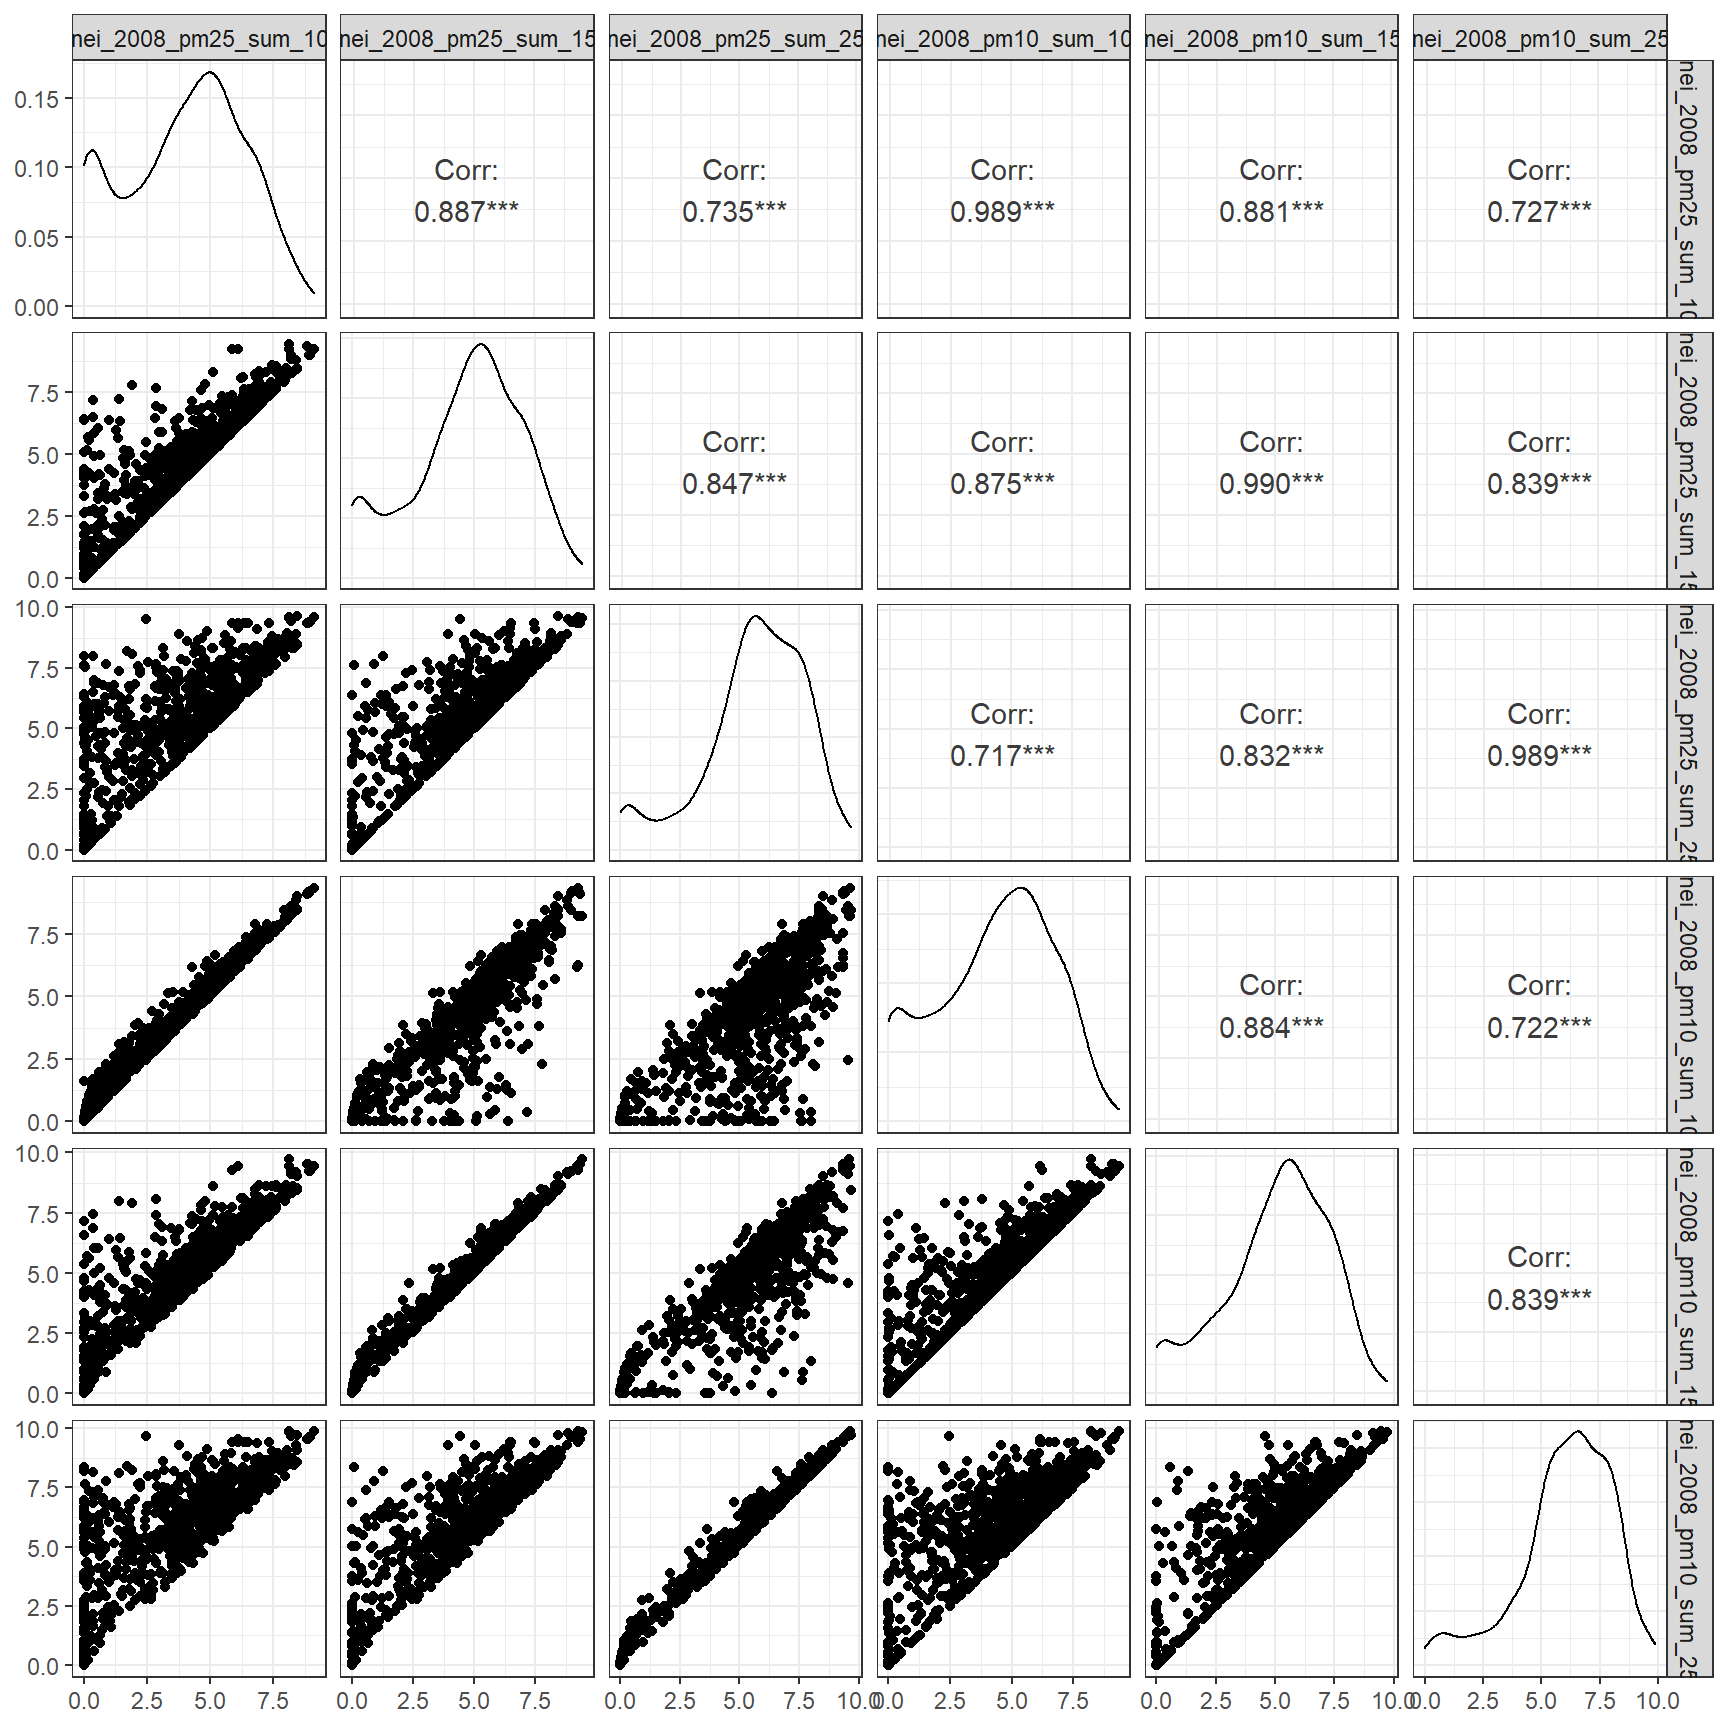 nei_2008_pm25_sum_10 nei_2008_pm25_sum_15 nei_2008_pm25_sum_25 nei_2008_pm10_sum_10 nei_2008_pm10_sum_15 nei_2008_pm10_sum_25
0.15
0.10
0.05
0.00
Corr:
0.887***
Corr:
0.735***
Corr:
0.989***
Corr:
0.881***
Corr:
0.727***
nei_2008_pm25_sum_10
7.5
5.0
2.5
0.0
Corr:
0.847***
Corr:
0.875***
Corr:
0.990***
Corr:
0.839***
nei_2008_pm25_sum_15
10.0
7.5
5.0
2.5
0.0
Corr:
0.717***
Corr:
0.832***
Corr:
0.989***
nei_2008_pm25_sum_25
7.5
5.0
2.5
0.0
Corr:
0.884***
Corr:
0.722***
nei_2008_pm10_sum_10
10.0
7.5
5.0
2.5
0.0
Corr:
0.839***
nei_2008_pm10_sum_15
10.0
7.5
5.0
2.5
0.0
nei_2008_pm10_sum_25
0.0 2.5 5.0 7.5 0.0 2.5 5.0 7.5 0.0 2.5 5.0 7.5 10.0 0.0 2.5 5.0 7.5 0.0 2.5 5.0 7.5 10.0 0.0 2.5 5.0 7.5 10.0